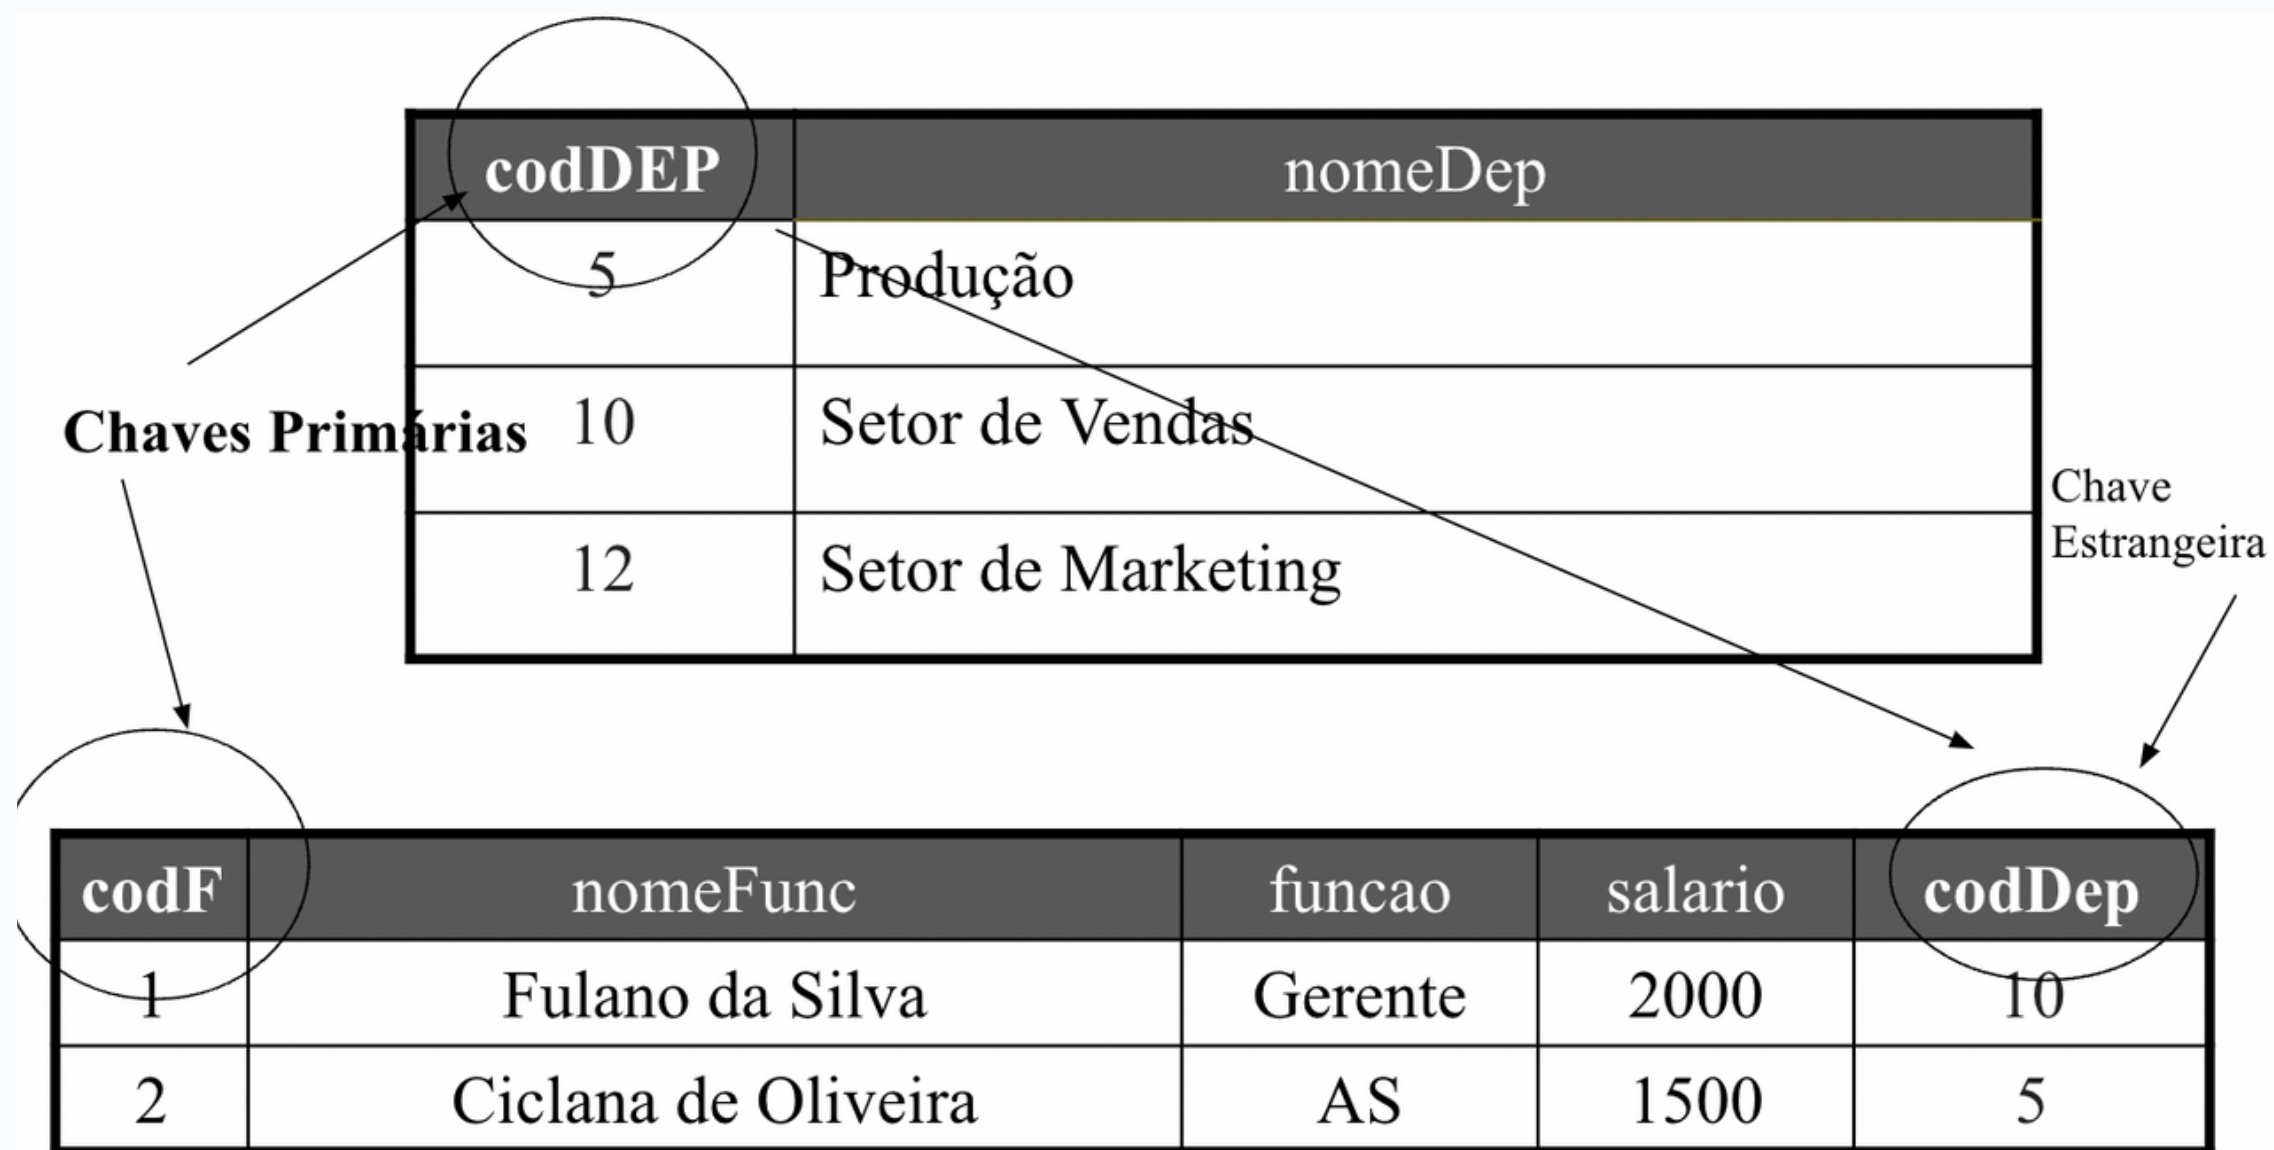 codDEP nomeDep
5 Produção
Chaves Primárias 10 Setor de Vendas
Chave
Estrangeira
12 Setor de Marketing
codF nomeFunc funcao salario codDep
1 Fulano da Silva Gerente 2000 10
2 Ciclana de Oliveira AS 1500 5